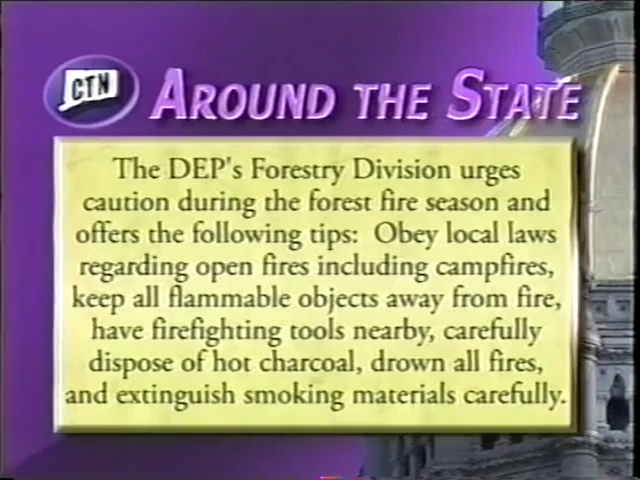 CTN
AROUND THE STATE
The DEP's Forestry Division urges
caution during the forest fire season and
offers the following tips:  Obey local laws
regarding open fires including campfires,
keep all flammable objects away from fire,
have firefighting tools nearby, carefully
dispose of hot charcoal, drown all fires,
and extinguish smoking materials carefully.